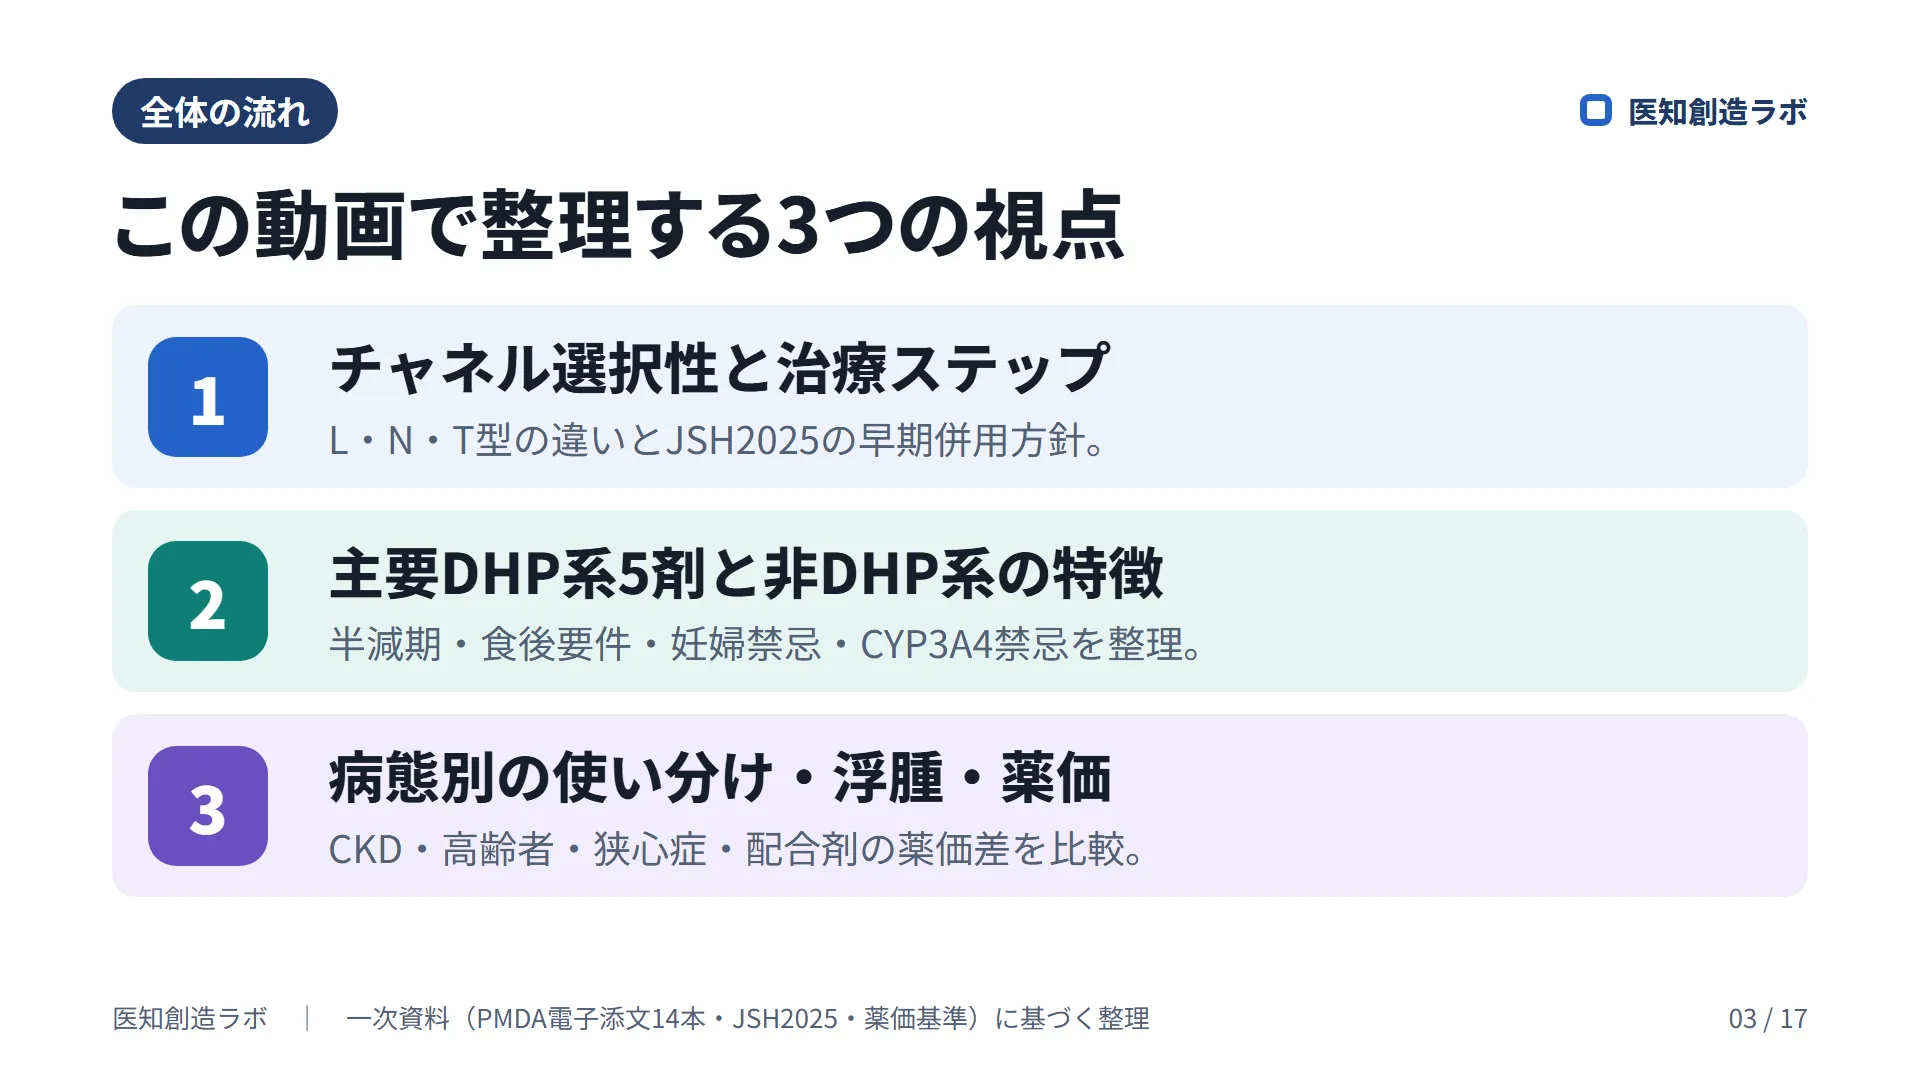 全体の流れ
医知創造ラボ
この動画で整理する3つの視点
1
チャネル選択性と治療ステップ
L・N・T型の違いとJSH2025の早期併用方針。
2
主要DHP系5剤と非DHP系の特徴
半減期・食後要件・妊婦禁忌・CYP3A4禁忌を整理。
3
病態別の使い分け・浮腫・薬価
CKD・高齢者・狭心症・配合剤の薬価差を比較。
医知創造ラボ ｜ 一次資料（PMDA電子添文14本・JSH2025・薬価基準）に基づく整理
03 / 17